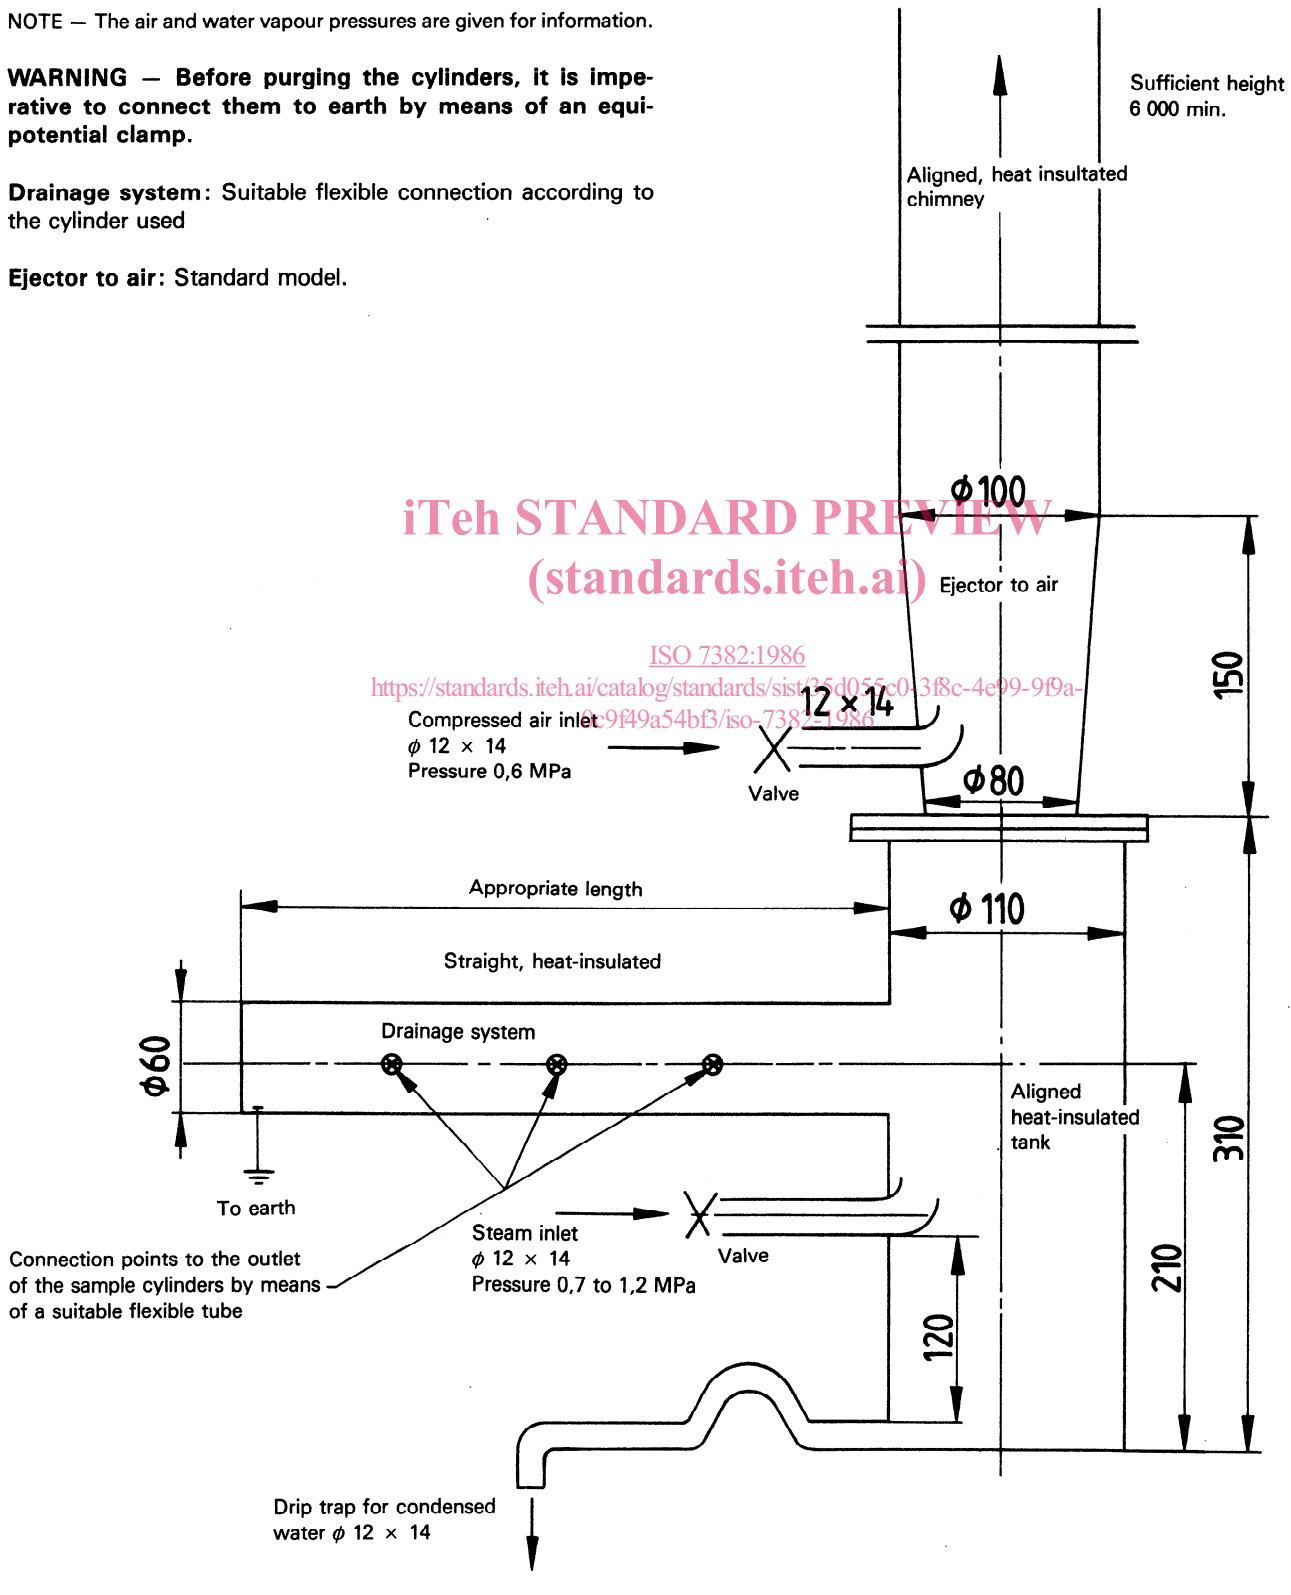 NOTE — The air and water vapour pressures are given for information.
WARNING — Before purging the cylinders, it is impe-
rative to connect them to earth by means of an equi-
potential clamp.
Drainage system: Suitable flexible connection according to
the cylinder used
Ejector to air: Standard model.
Sufficient height
6 000 min.
Aligned, heat insultated
chimney
ϕ 100
iTeh STANDARD PREVIEW
(standards.iteh.ai)
Ejector to air
150
ISO 7382:1986
https://standards.iteh.ai/catalog/standards/sist/35d055c0-3f8c-4e99-9f9a-
0c9f49a54bf3/iso-7382-1986
12 × 14
Compressed air inlet
ϕ 12 × 14
Pressure 0,6 MPa
Valve
ϕ 80
Appropriate length
ϕ 110
Straight, heat-insulated
Drainage system
ϕ 60
Aligned
heat-insulated
tank
310
To earth
Steam inlet
ϕ 12 × 14
Pressure 0,7 to 1,2 MPa
Valve
Connection points to the outlet
of the sample cylinders by means
of a suitable flexible tube
210
120
Drip trap for condensed
water ϕ 12 × 14